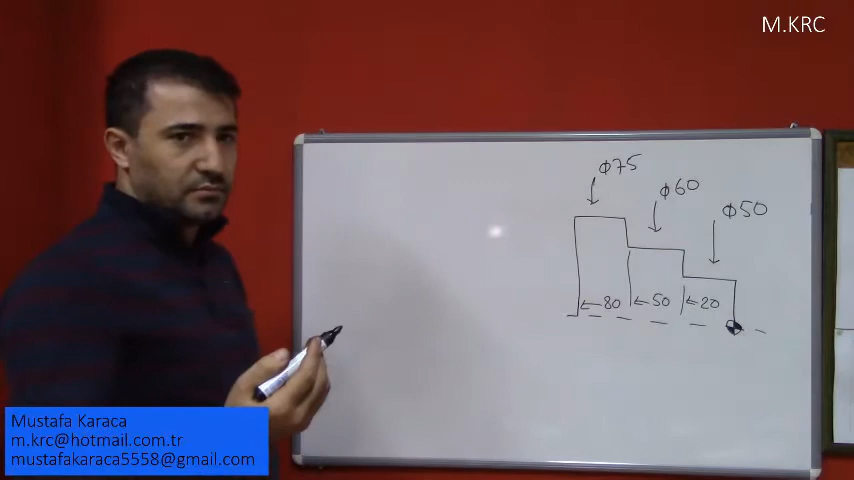 M.KRC
Φ75
Φ60
Φ50
←80 ←50 ←20
Mustafa Karaca
m.krc@hotmail.com.tr
mustafakaraca5558@gmail.com